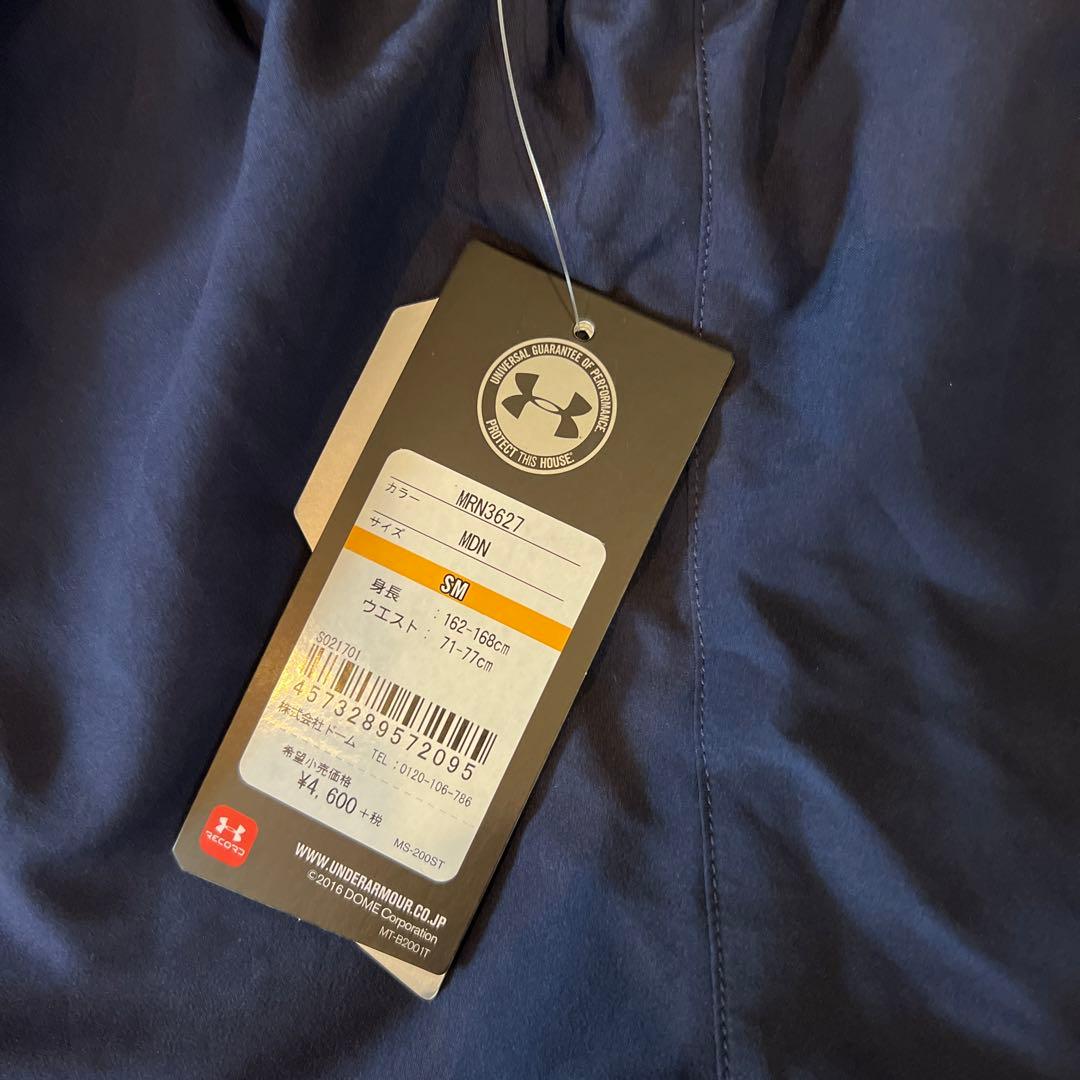 UNIVERSAL GUARANTEE OF PERFORMANCE.
PROTECT THIS HOUSE.®
MRN3627
カラー MDN
サイズ SM
身長 : 162-168cm
ウエスト : 71-77cm
S021701
4573289572095
株式会社ドーム TEL:0120-106-786
希望小売価格
¥4,600+税
MS-200ST
RECORD
WWW.UNDERARMOUR.CO.JP
©2016 DOME Corporation
MT-B2001T